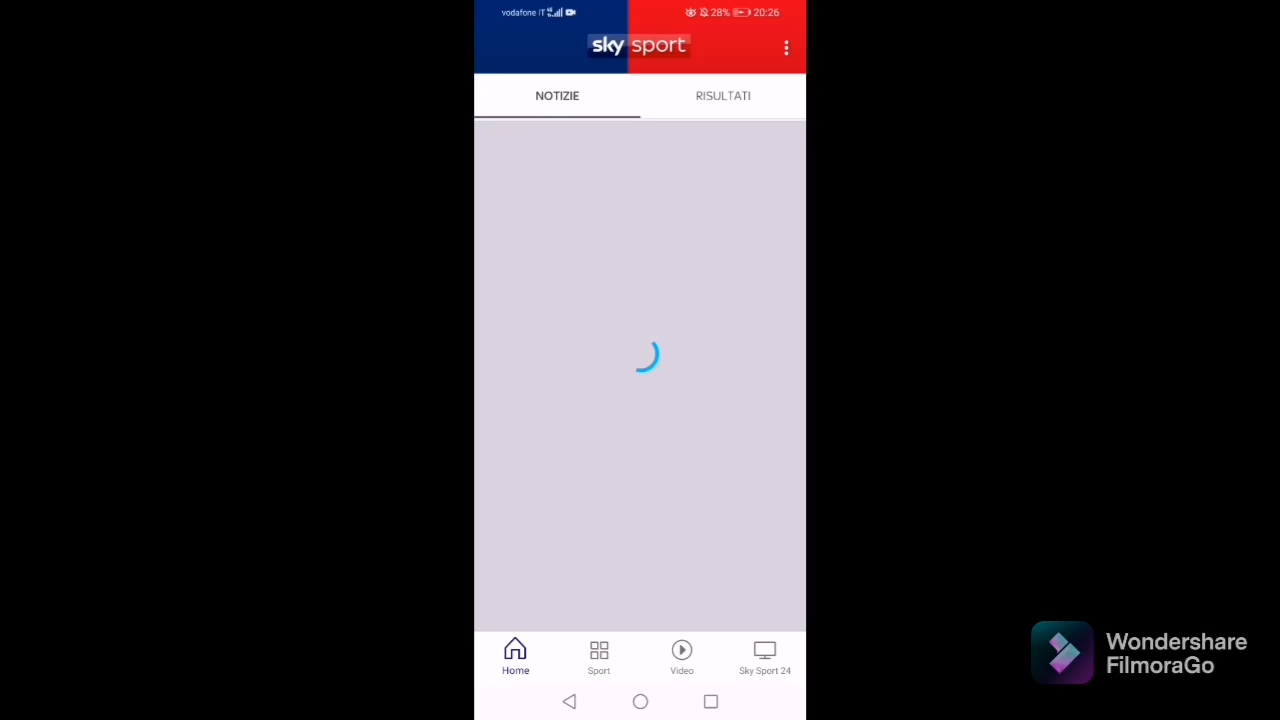 vodafone IT 28% 20:26
sky sport
NOTIZIE RISULTATI
Home Sport Video Sky Sport 24
Wondershare
FilmoraGo